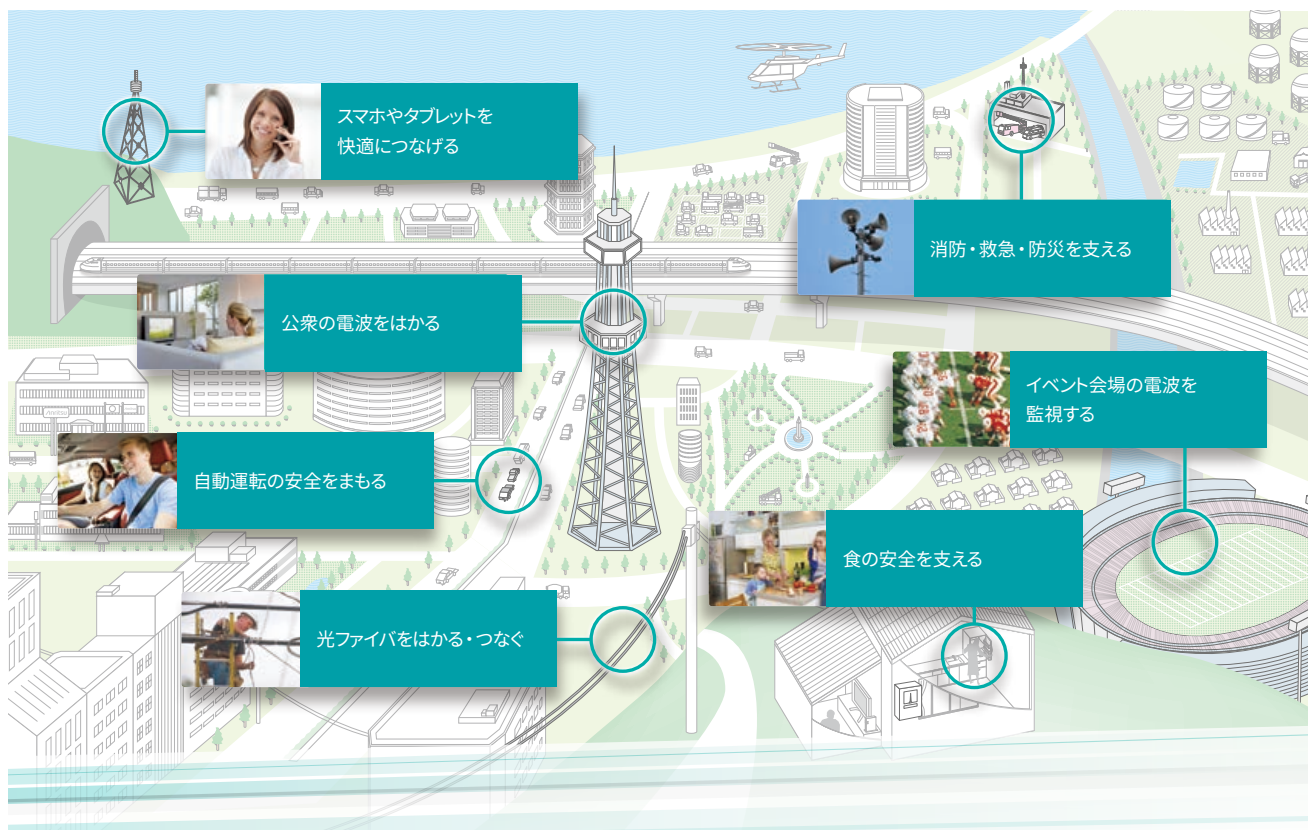 スマホやタブレットを
快適につなげる
消防・救急・防災を支える
公衆の電波をはかる
イベント会場の電波を
監視する
自動運転の安全をまもる
食の安全を支える
光ファイバをはかる・つなぐ
Anritsu